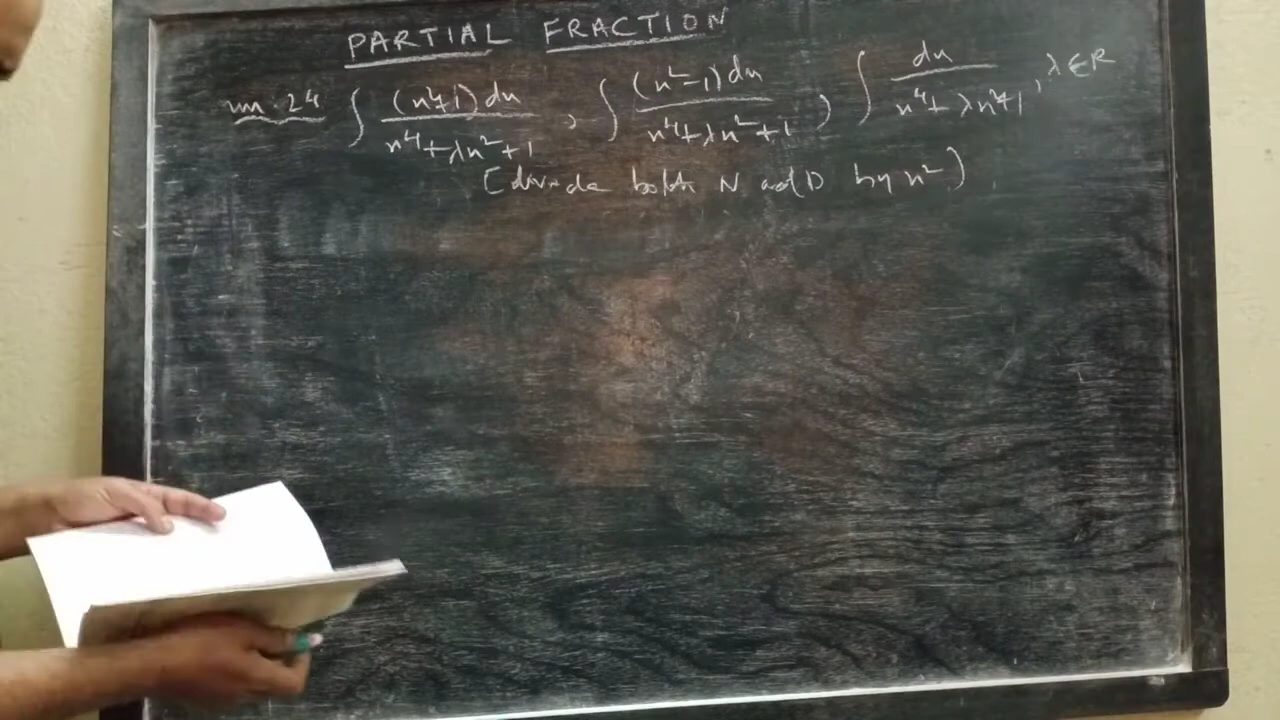 PARTIAL FRACTION
24 ∫ (x²+1) dx / x⁴+λx²+1 , ∫ (x²-1) dx / x⁴+λx²+1 , ∫ dx / x⁴+λx²+1 , λ∈R
(divide both N and D by x²)